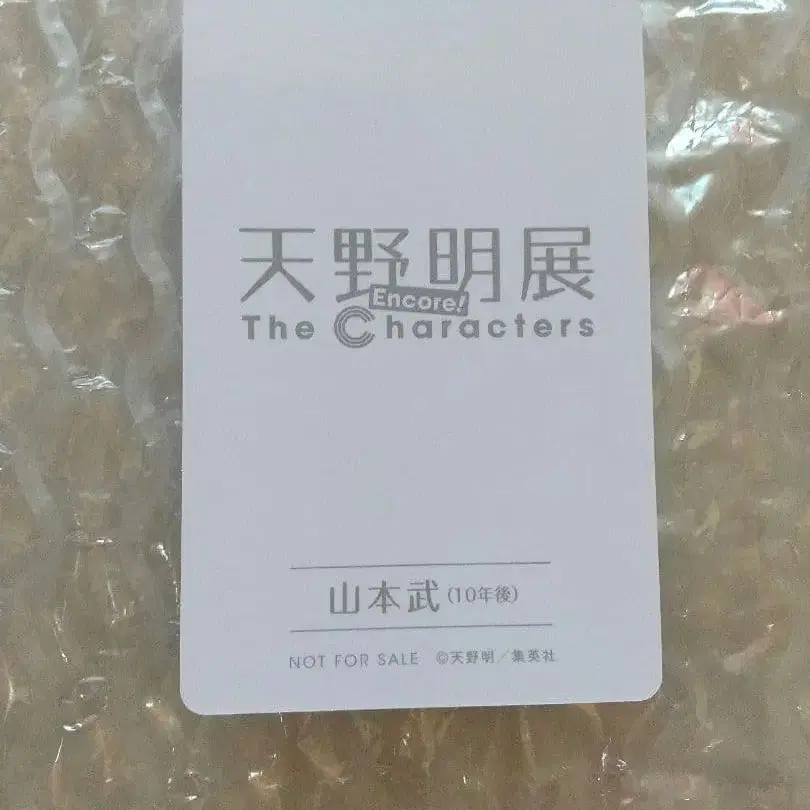 天野明展
Encore!
The Characters
山本武(10年後)
NOT FOR SALE ©天野明／集英社